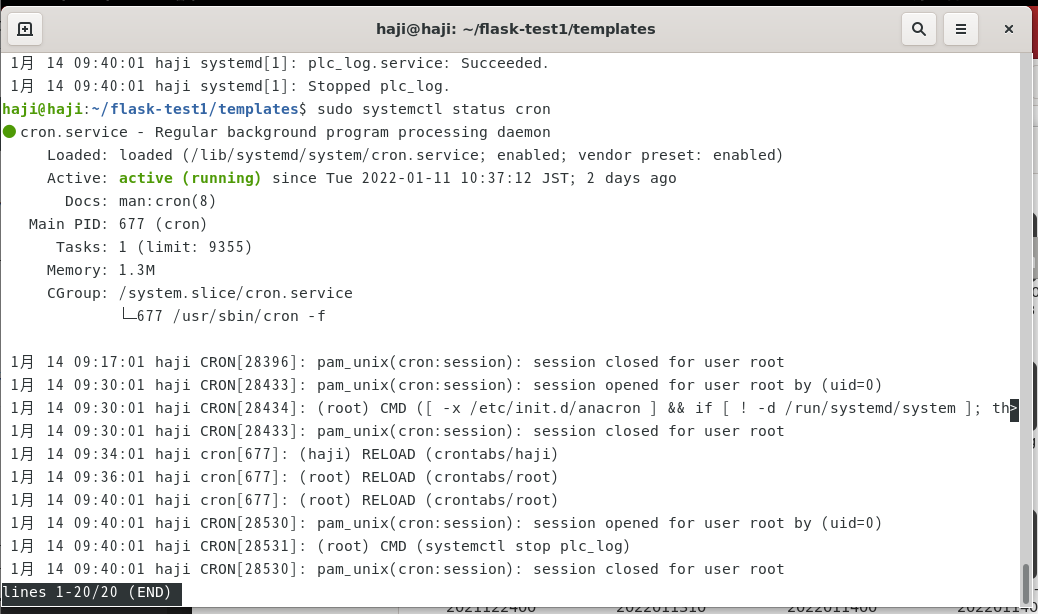 haji@haji: ~/flask-test1/templates
1月 14 09:40:01 haji systemd[1]: plc_log.service: Succeeded.
1月 14 09:40:01 haji systemd[1]: Stopped plc_log.
haji@haji:~/flask-test1/templates$ sudo systemctl status cron
● cron.service - Regular background program processing daemon
Loaded: loaded (/lib/systemd/system/cron.service; enabled; vendor preset: enabled)
Active: active (running) since Tue 2022-01-11 10:37:12 JST; 2 days ago
Docs: man:cron(8)
Main PID: 677 (cron)
Tasks: 1 (limit: 9355)
Memory: 1.3M
CGroup: /system.slice/cron.service
└─677 /usr/sbin/cron -f
1月 14 09:17:01 haji CRON[28396]: pam_unix(cron:session): session closed for user root
1月 14 09:30:01 haji CRON[28433]: pam_unix(cron:session): session opened for user root by (uid=0)
1月 14 09:30:01 haji CRON[28434]: (root) CMD ([ -x /etc/init.d/anacron ] && if [ ! -d /run/systemd/system ]; th>
1月 14 09:30:01 haji CRON[28433]: pam_unix(cron:session): session closed for user root
1月 14 09:34:01 haji cron[677]: (haji) RELOAD (crontabs/haji)
1月 14 09:36:01 haji cron[677]: (root) RELOAD (crontabs/root)
1月 14 09:40:01 haji cron[677]: (root) RELOAD (crontabs/root)
1月 14 09:40:01 haji CRON[28530]: pam_unix(cron:session): session opened for user root by (uid=0)
1月 14 09:40:01 haji CRON[28531]: (root) CMD (systemctl stop plc_log)
1月 14 09:40:01 haji CRON[28530]: pam_unix(cron:session): session closed for user root
lines 1-20/20 (END)